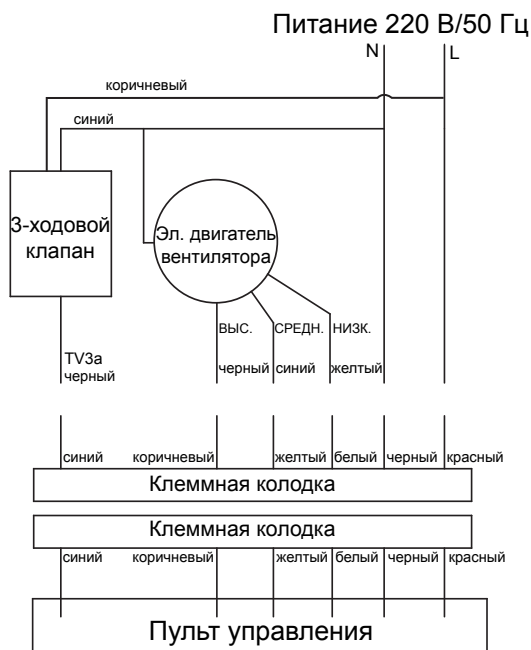 Питание 220 В/50 Гц
N
L
коричневый
синий
3-ходовой
клапан
Эл. двигатель
вентилятора
ВЫС.
СРЕДН.
НИЗК.
TV3a
черный
черный
синий
желтый
синий
коричневый
желтый
белый
черный
красный
Клеммная колодка
Клеммная колодка
синий
коричневый
желтый
белый
черный
красный
Пульт управления